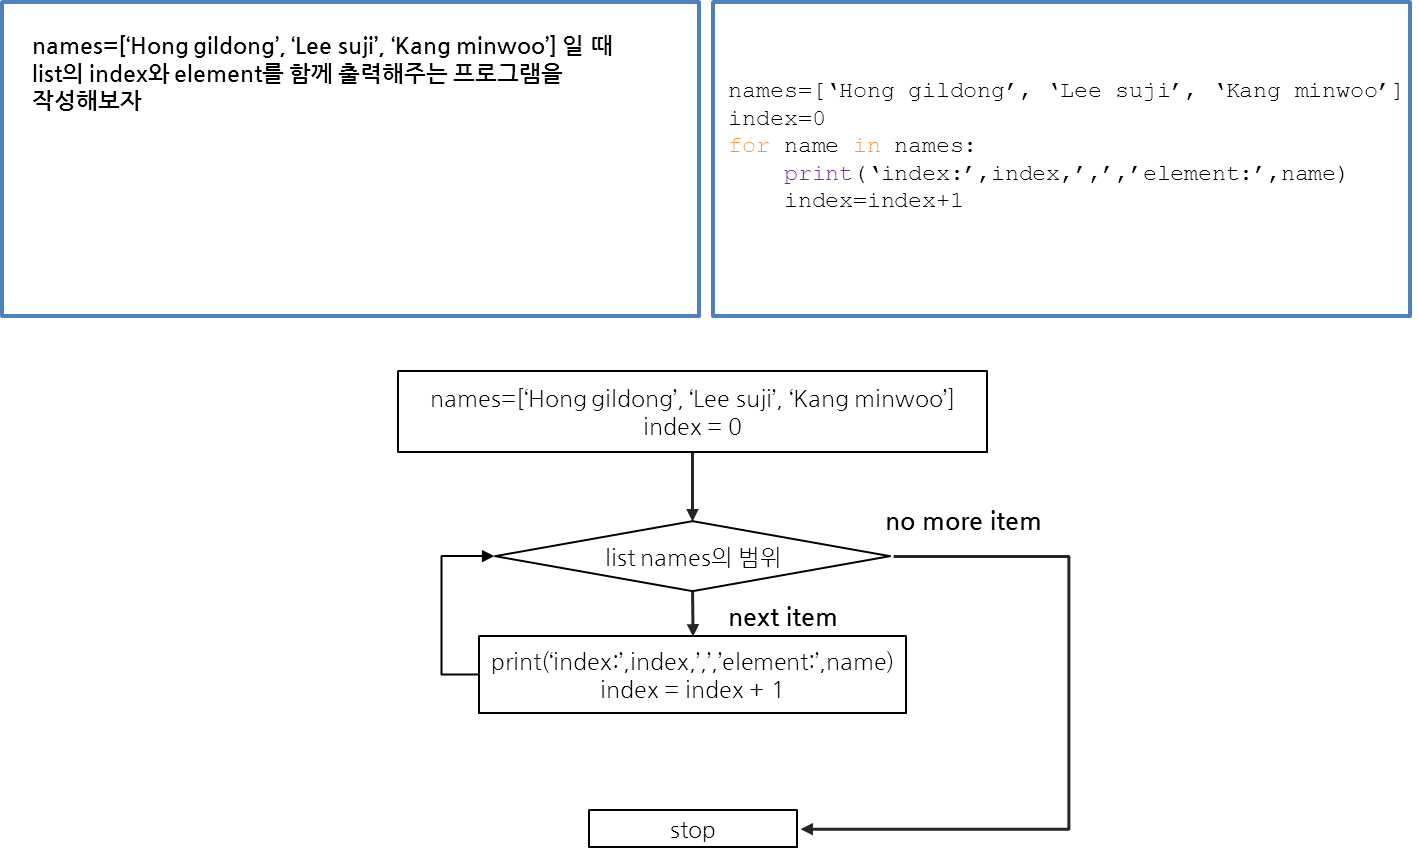 names=[‘Hong gildong’, ‘Lee suji’, ‘Kang minwoo’] 일 때
list의 index와 element를 함께 출력해주는 프로그램을
작성해보자
names=[‘Hong gildong’, ‘Lee suji’, ‘Kang minwoo’]
index=0
for name in names:
    print(‘index:’,index,’,’,’element:’,name)
    index=index+1
names=[‘Hong gildong’, ‘Lee suji’, ‘Kang minwoo’]
index = 0
no more item
list names의 범위
next item
print(‘index:’,index,’,’,’element:’,name)
index = index + 1
stop